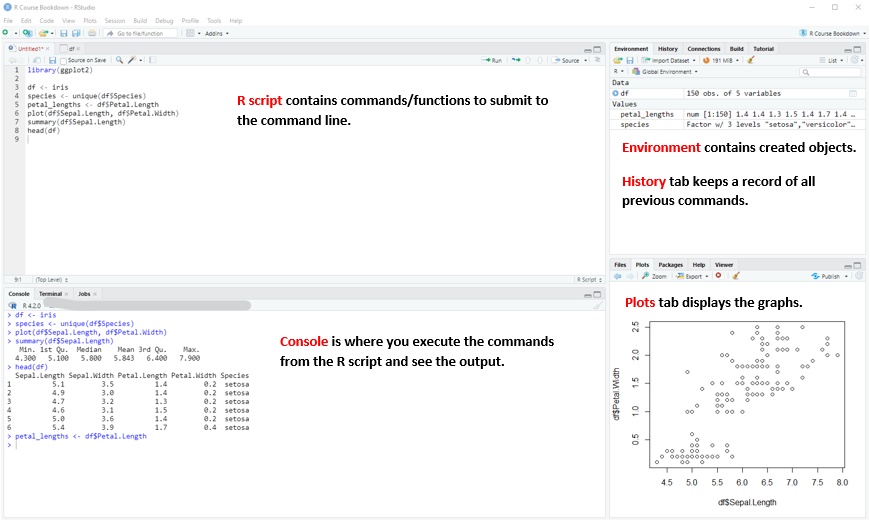 R Course Bookdown - RStudio
File Edit Code View Plots Session Build Debug Profile Tools Help
Go to file/function Addins R Course Bookdown
Untitled1* df
Source on Save Run Source
1 library(ggplot2)
2
3 df <- iris
4 species <- unique(df$Species)
5 petal_lengths <- df$Petal.Length
6 plot(df$Sepal.Length, df$Petal.Width)
7 summary(df$Sepal.Length)
8 head(df)
9
R script contains commands/functions to submit to
the command line.
9:1 (Top Level) R Script
Console Terminal Jobs
R 4.2.0
> df <- iris
> species <- unique(df$Species)
> plot(df$Sepal.Length, df$Petal.Width)
> summary(df$Sepal.Length)
Min. 1st Qu. Median Mean 3rd Qu. Max.
4.300 5.100 5.800 5.843 6.400 7.900
> head(df)
Sepal.Length Sepal.Width Petal.Length Petal.Width Species
1 5.1 3.5 1.4 0.2 setosa
2 4.9 3.0 1.4 0.2 setosa
3 4.7 3.2 1.3 0.2 setosa
4 4.6 3.1 1.5 0.2 setosa
5 5.0 3.6 1.4 0.2 setosa
6 5.4 3.9 1.7 0.4 setosa
> petal_lengths <- df$Petal.Length
>
Console is where you execute the commands
from the R script and see the output.
Environment History Connections Build Tutorial
Import Dataset 191 MiB List
R Global Environment
Data
df 150 obs. of 5 variables
Values
petal_lengths num [1:150] 1.4 1.4 1.3 1.5 1.4 1.7 1.4 …
species Factor w/ 3 levels "setosa","versicolor"…
Environment contains created objects.
History tab keeps a record of all
previous commands.
Files Plots Packages Help Viewer
Zoom Export Publish
Plots tab displays the graphs.
df$Petal.Width
2.5
2.0
1.5
1.0
0.5
4.5 5.0 5.5 6.0 6.5 7.0 7.5 8.0
df$Sepal.Length